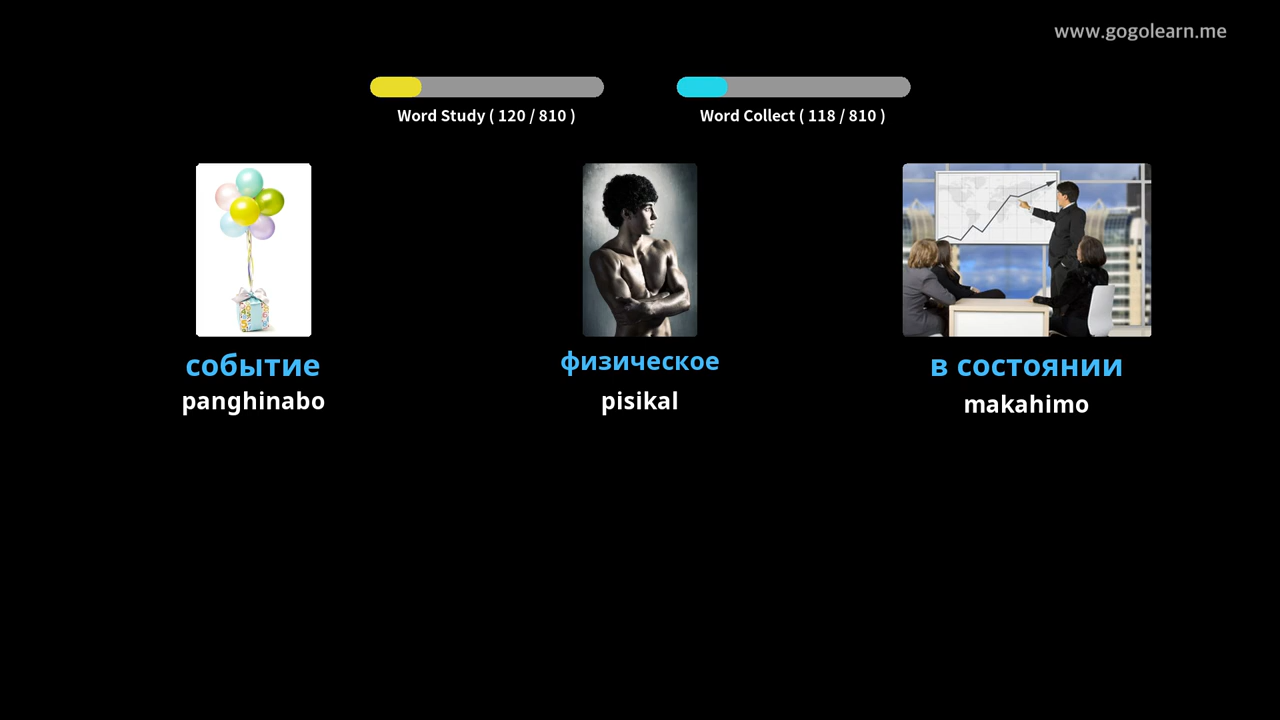 www.gogolearn.me
Word Study ( 120 / 810 )
Word Collect ( 118 / 810 )
событие
panghinabo
физическое
pisikal
в состоянии
makahimo